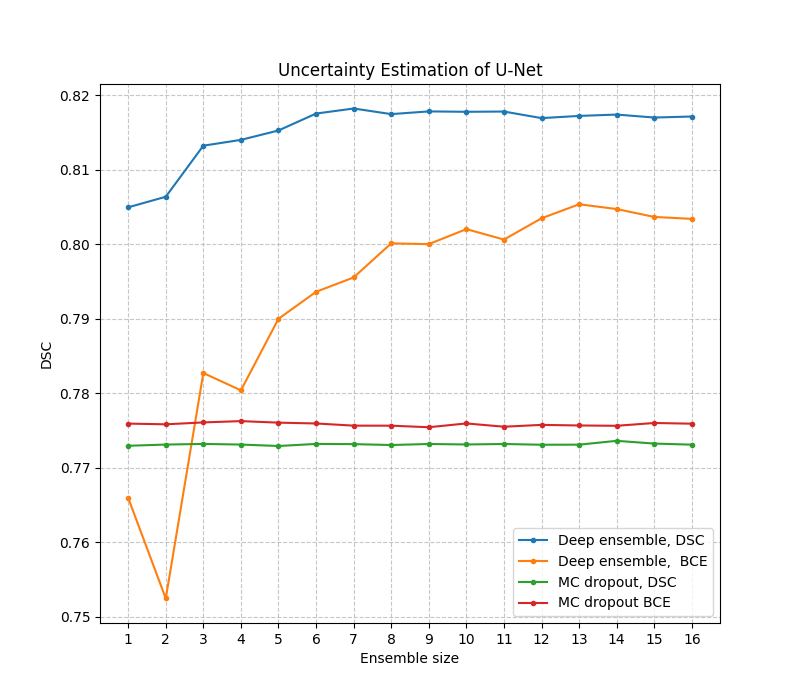 Uncertainty Estimation of U-Net
0.82
0.81
0.80
0.79
0.78
0.77
0.76
0.75
DSC
Deep ensemble, DSC
Deep ensemble,  BCE
MC dropout, DSC
MC dropout BCE
1 2 3 4 5 6 7 8 9 10 11 12 13 14 15 16
Ensemble size